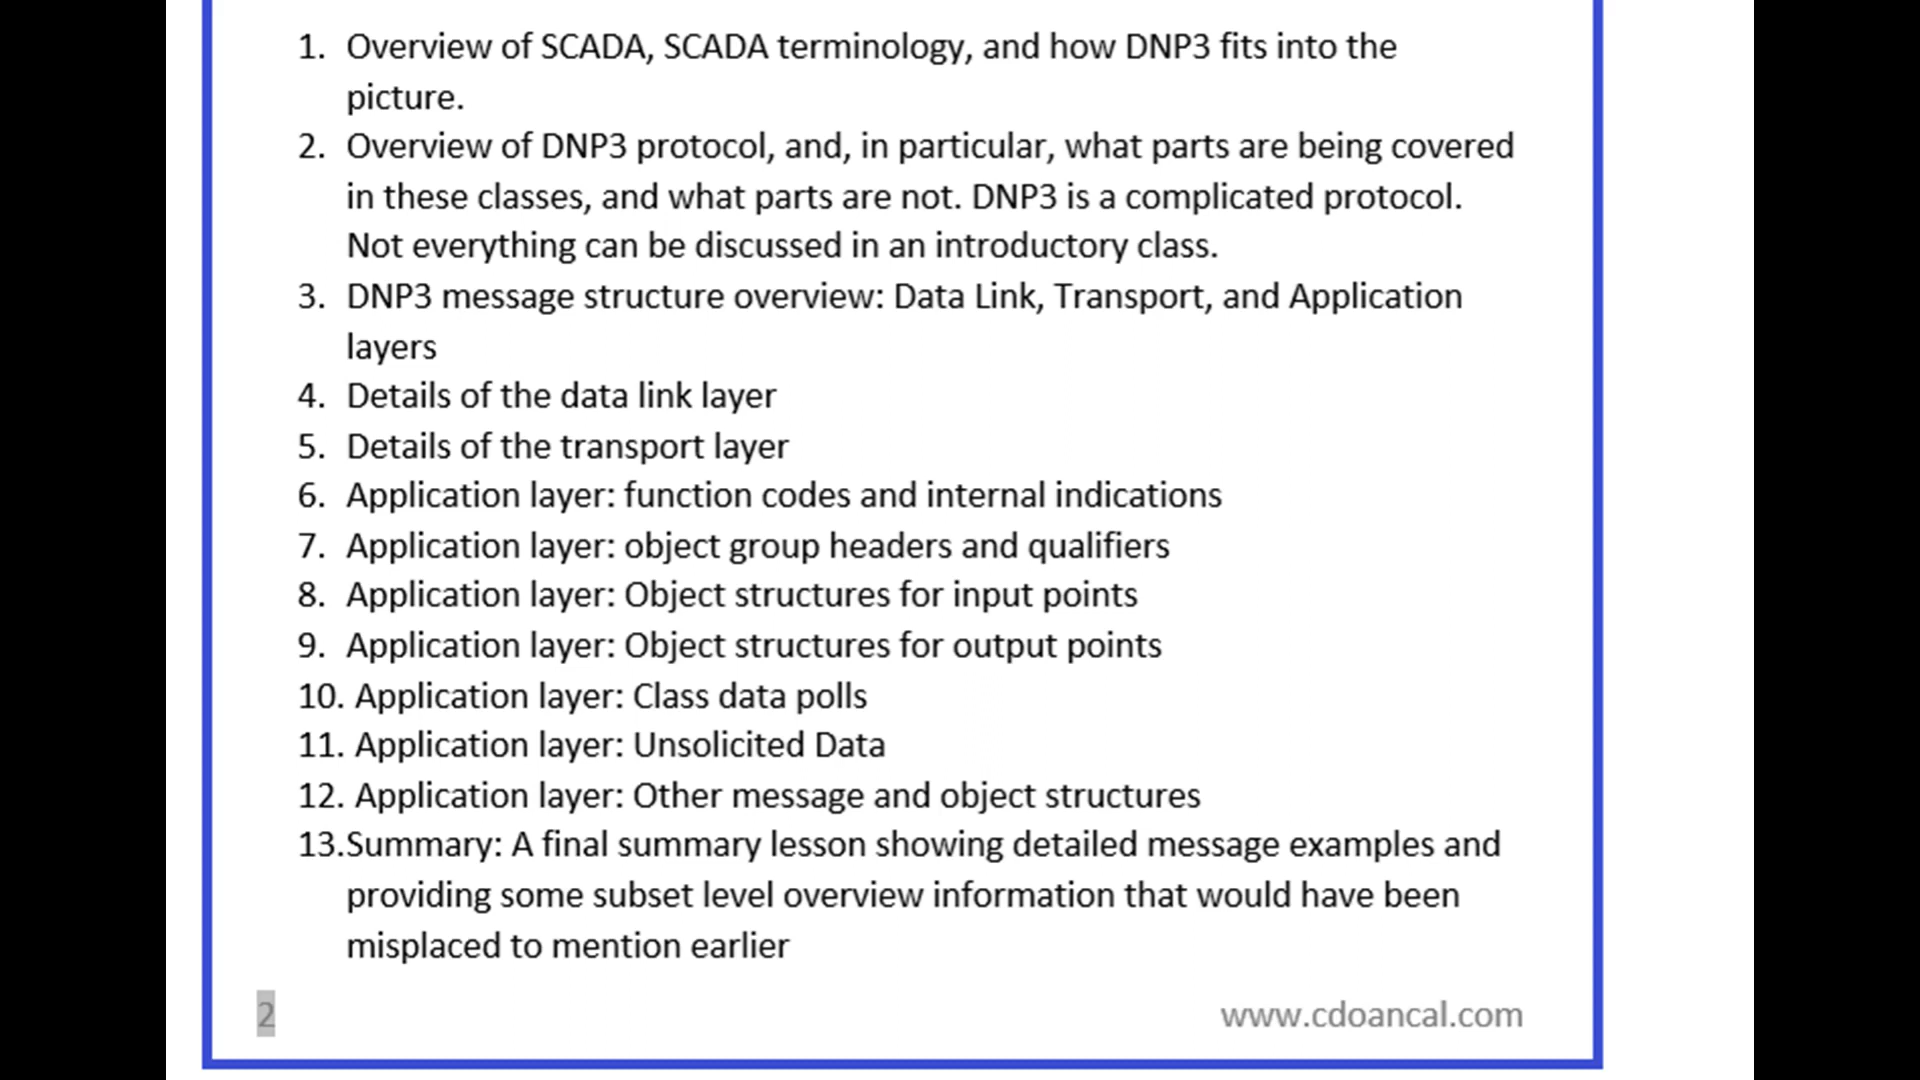 1. Overview of SCADA, SCADA terminology, and how DNP3 fits into the
picture.
2. Overview of DNP3 protocol, and, in particular, what parts are being covered
in these classes, and what parts are not. DNP3 is a complicated protocol.
Not everything can be discussed in an introductory class.
3. DNP3 message structure overview: Data Link, Transport, and Application
layers
4. Details of the data link layer
5. Details of the transport layer
6. Application layer: function codes and internal indications
7. Application layer: object group headers and qualifiers
8. Application layer: Object structures for input points
9. Application layer: Object structures for output points
10. Application layer: Class data polls
11. Application layer: Unsolicited Data
12. Application layer: Other message and object structures
13.Summary: A final summary lesson showing detailed message examples and
providing some subset level overview information that would have been
misplaced to mention earlier
2 www.cdoancal.com